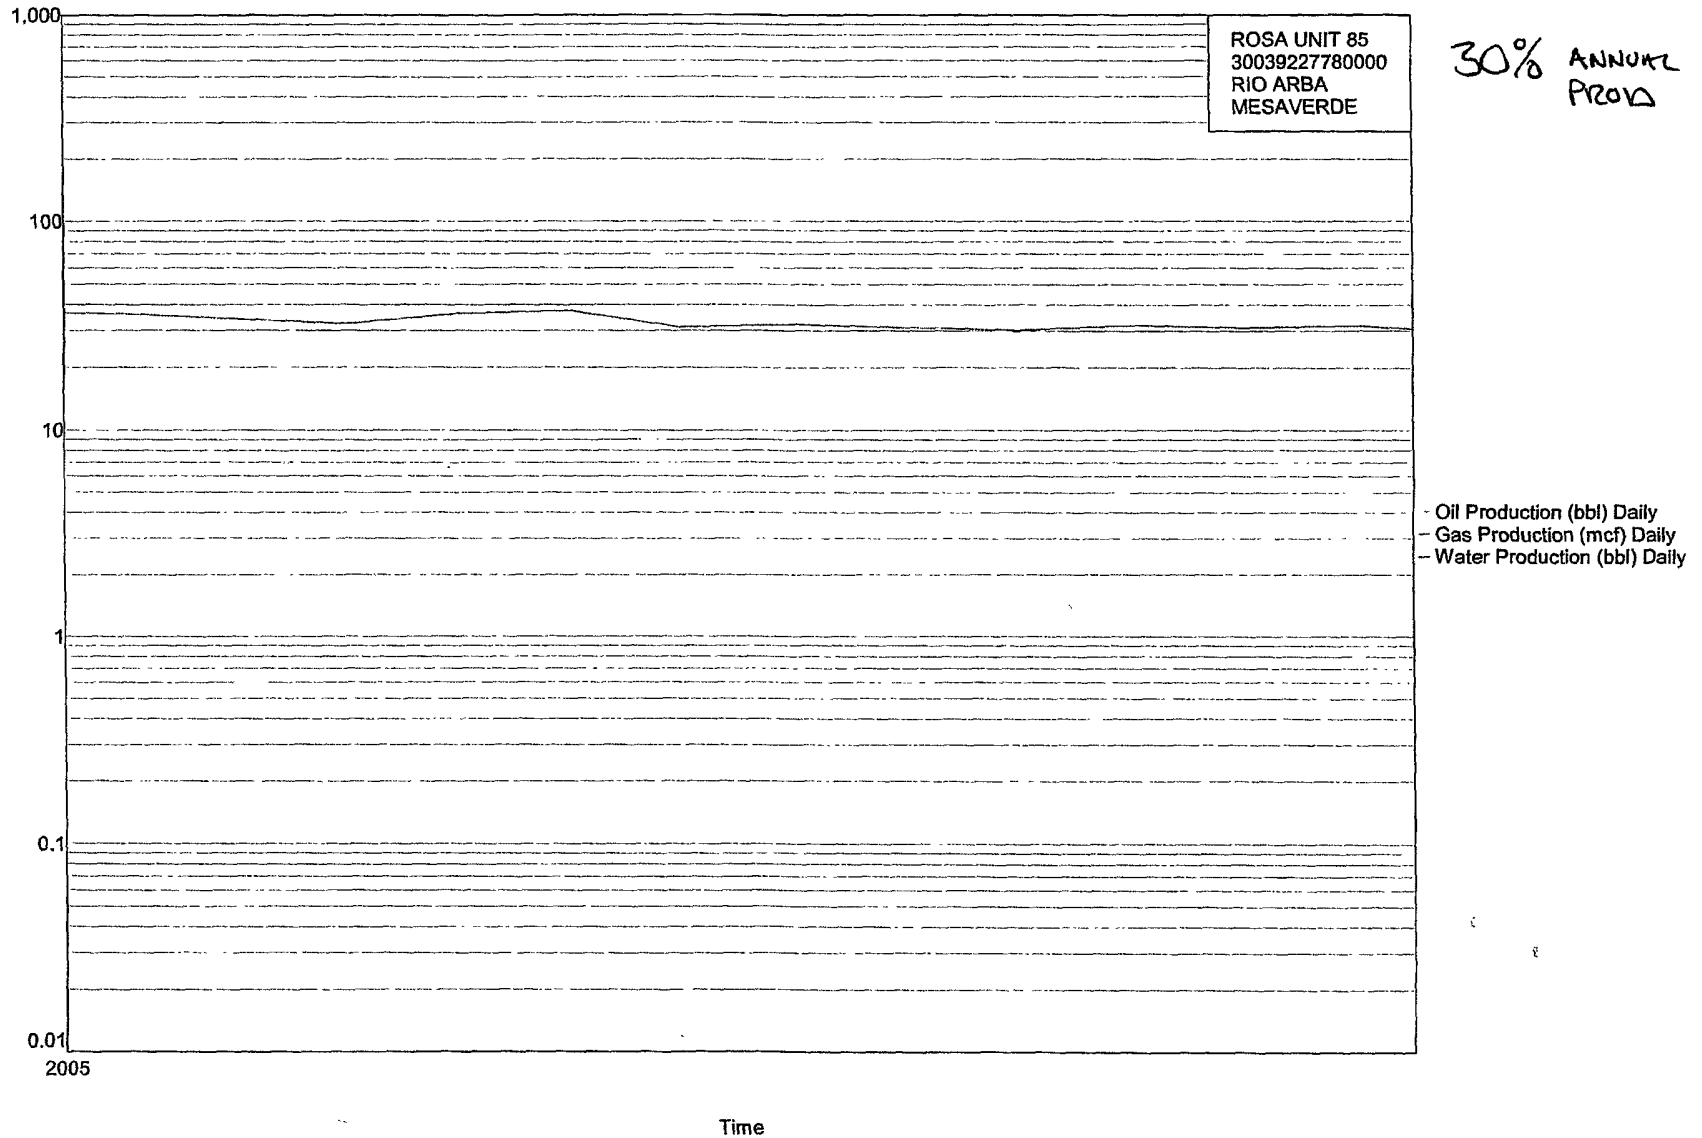 1,000
ROSA UNIT 85
30039227780000
RIO ARBA
MESAVERDE
30% ANNUAL
PROD
100
10
Oil Production (bbl) Daily
Gas Production (mcf) Daily
Water Production (bbl) Daily
1
0.1
0.01
2005
Time